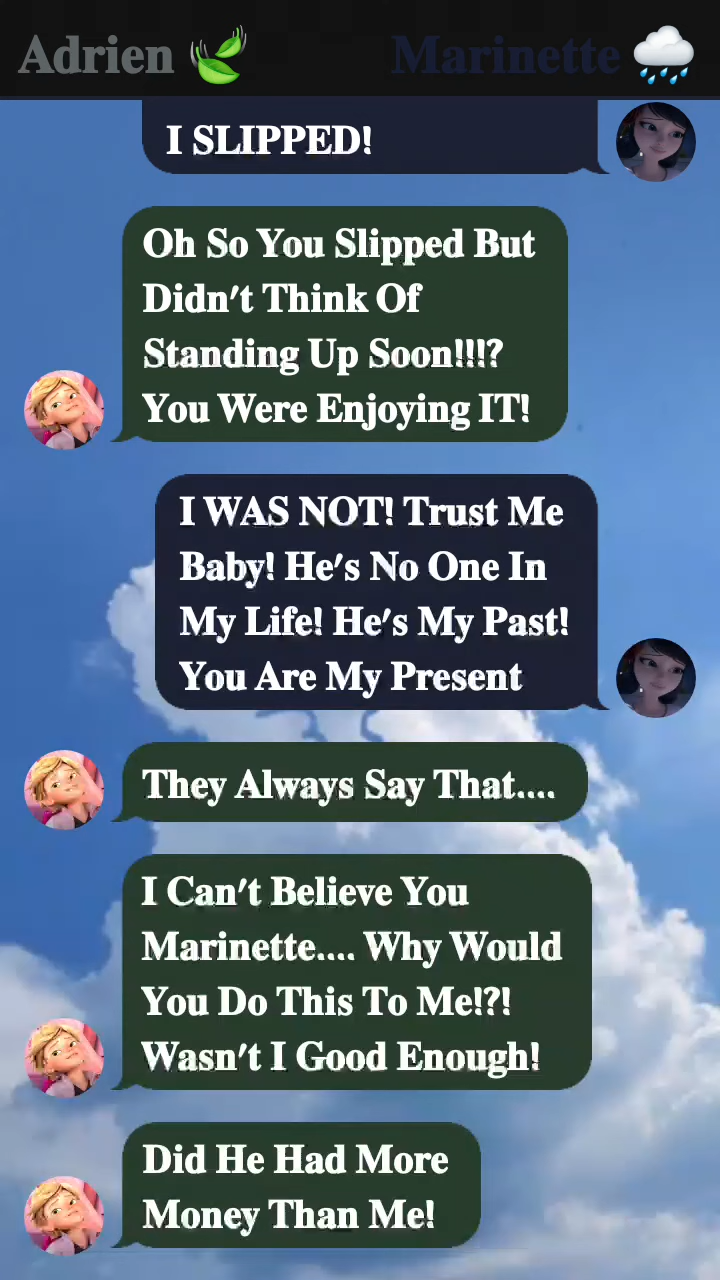 Adrien Marinette
I SLIPPED!
Oh So You Slipped But
Didn't Think Of
Standing Up Soon!!!?
You Were Enjoying IT!
I WAS NOT! Trust Me
Baby! He's No One In
My Life! He's My Past!
You Are My Present
They Always Say That....
I Can't Believe You
Marinette.... Why Would
You Do This To Me!?!
Wasn't I Good Enough!
Did He Had More
Money Than Me!